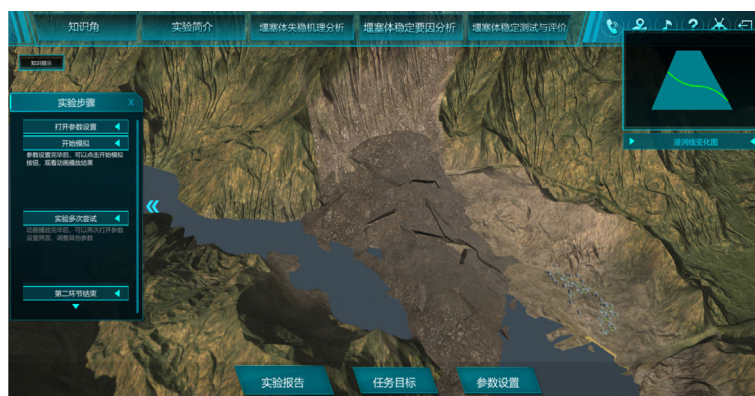 知识角
实验简介
堰塞体失稳机理分析
堰塞体稳定要因分析
堰塞体稳定测试与评价
知识提示
实验步骤 X
打开参数设置
开始模拟
参数设置完毕后，可以点击开始模拟
按钮，观看动画播放结果
实验多次尝试
动画播放完毕后，可以再次打开参数
设置界面，调整其他参数
第二环节结束
浸润线变化图
实验报告
任务目标
参数设置